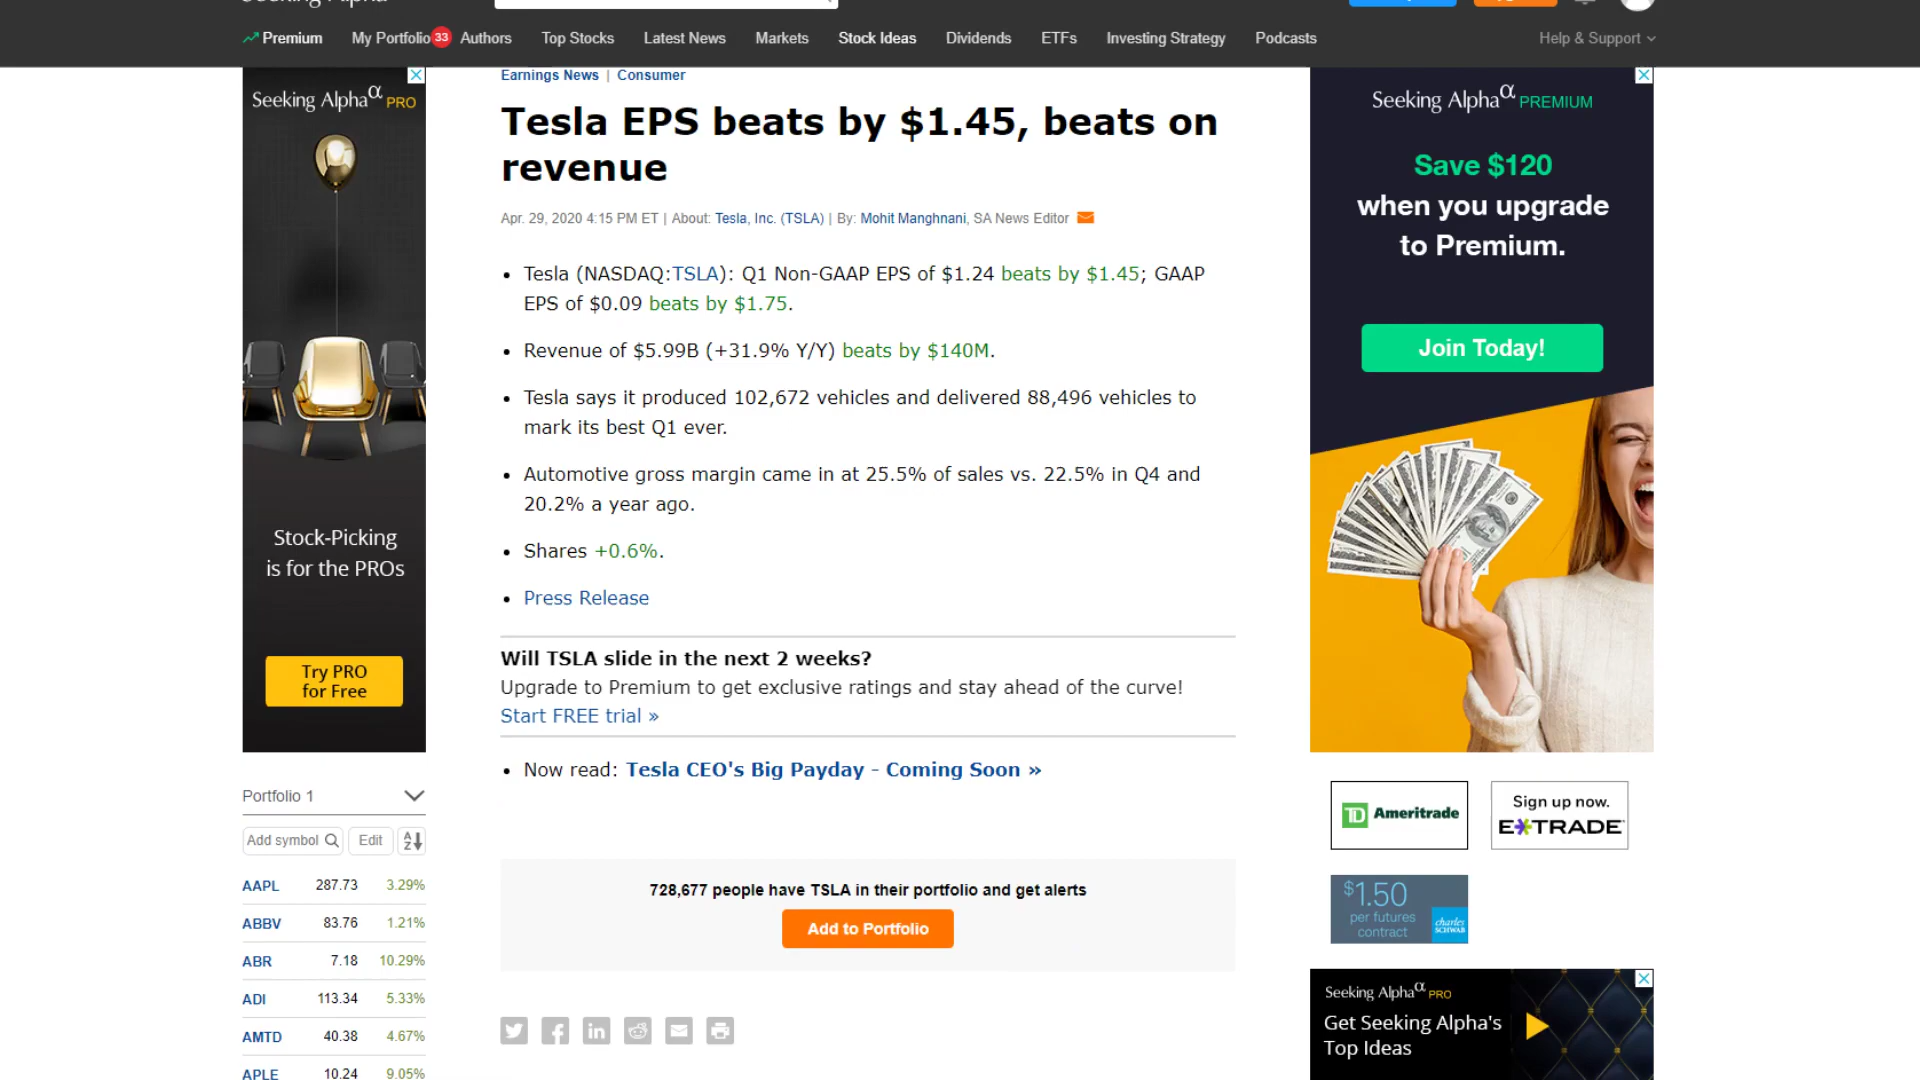 Premium
My Portfolio 33
Authors
Top Stocks
Latest News
Markets
Stock Ideas
Dividends
ETFs
Investing Strategy
Podcasts
Help & Support
Seeking Alphaα PRO
Stock-Picking
is for the PROs
Try PRO
for Free
Portfolio 1
Add symbol
Edit
AZ
AAPL 287.73 3.29%
ABBV 83.76 1.21%
ABR 7.18 10.29%
ADI 113.34 5.33%
AMTD 40.38 4.67%
APLE 10.24 9.05%
Earnings News | Consumer
Tesla EPS beats by $1.45, beats on
revenue
Apr. 29, 2020 4:15 PM ET | About: Tesla, Inc. (TSLA) | By: Mohit Manghnani, SA News Editor
• Tesla (NASDAQ:TSLA): Q1 Non-GAAP EPS of $1.24 beats by $1.45; GAAP
EPS of $0.09 beats by $1.75.
• Revenue of $5.99B (+31.9% Y/Y) beats by $140M.
• Tesla says it produced 102,672 vehicles and delivered 88,496 vehicles to
mark its best Q1 ever.
• Automotive gross margin came in at 25.5% of sales vs. 22.5% in Q4 and
20.2% a year ago.
• Shares +0.6%.
• Press Release
Will TSLA slide in the next 2 weeks?
Upgrade to Premium to get exclusive ratings and stay ahead of the curve!
Start FREE trial »
• Now read: Tesla CEO's Big Payday - Coming Soon »
728,677 people have TSLA in their portfolio and get alerts
Add to Portfolio
Seeking Alphaα PREMIUM
Save $120
when you upgrade
to Premium.
Join Today!
TD Ameritrade
Sign up now.
E*TRADE
$1.50
per futures
contract
charles
SCHWAB
Seeking Alphaα PRO
Get Seeking Alpha's
Top Ideas